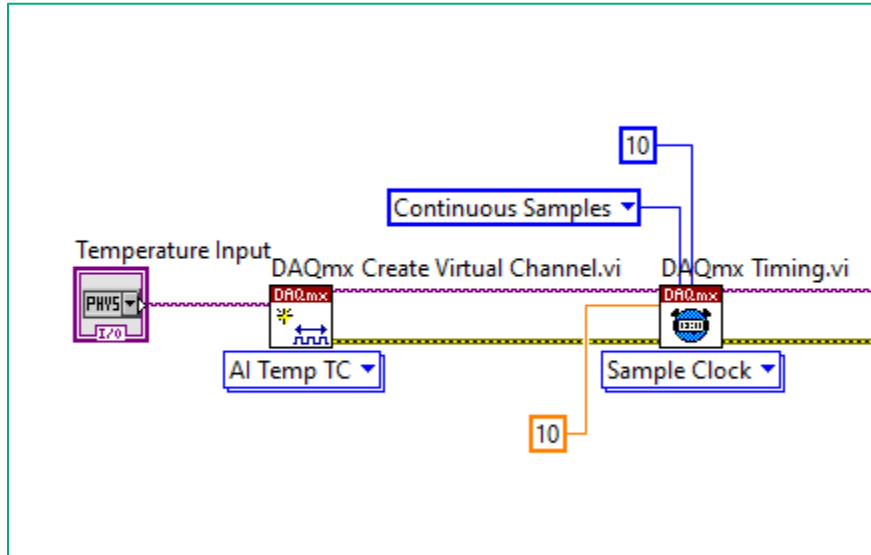 10
Continuous Samples
Temperature Input
DAQmx Create Virtual Channel.vi
DAQmx Timing.vi
PHYS
I/O
DAQmx
DAQmx
AI Temp TC
Sample Clock
10